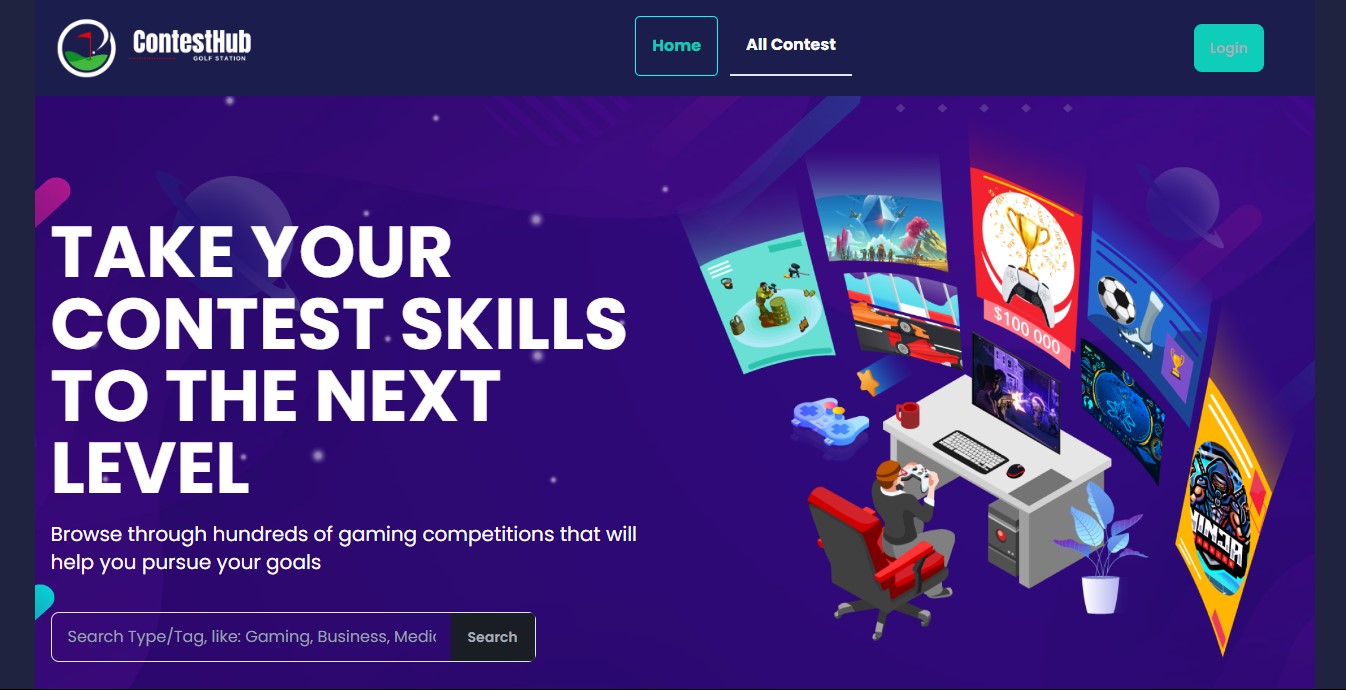 ContestHub
GOLF STATION
Home
All Contest
Login
TAKE YOUR
CONTEST SKILLS
TO THE NEXT
LEVEL
Browse through hundreds of gaming competitions that will
help you pursue your goals
Search Type/Tag, like: Gaming, Business, Medic
Search
$100 000
NINJA